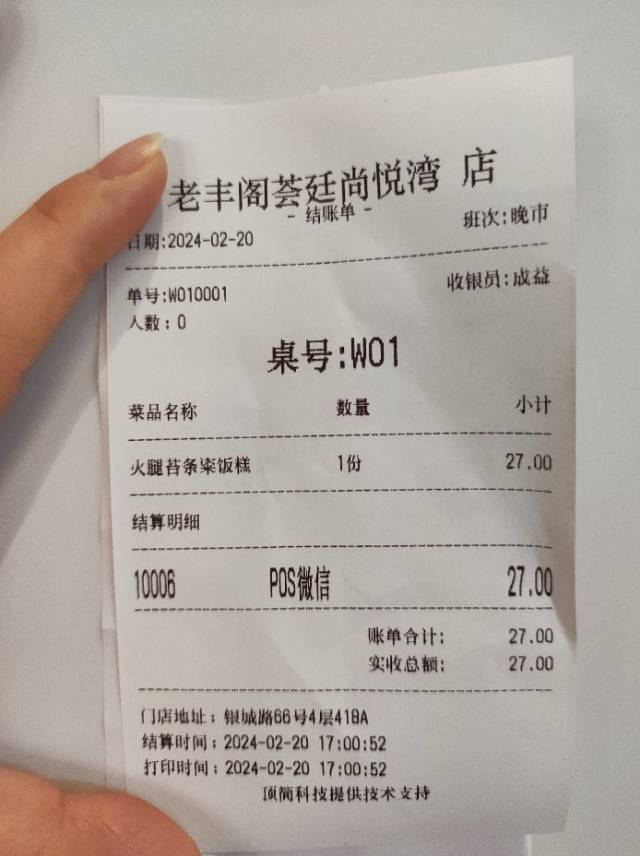 老丰阁荟廷尚悦湾 店
- 结账单 -
日期:2024-02-20 班次:晚市
单号:W010001 收银员:成益
人数:0
桌号:W01
菜品名称 数量 小计
火腿苔条粢饭糕 1份 27.00
结算明细
10006 POS微信 27.00
账单合计: 27.00
实收总额: 27.00
门店地址:银城路66号4层418A
结算时间:2024-02-20 17:00:52
打印时间:2024-02-20 17:00:52
顶简科技提供技术支持